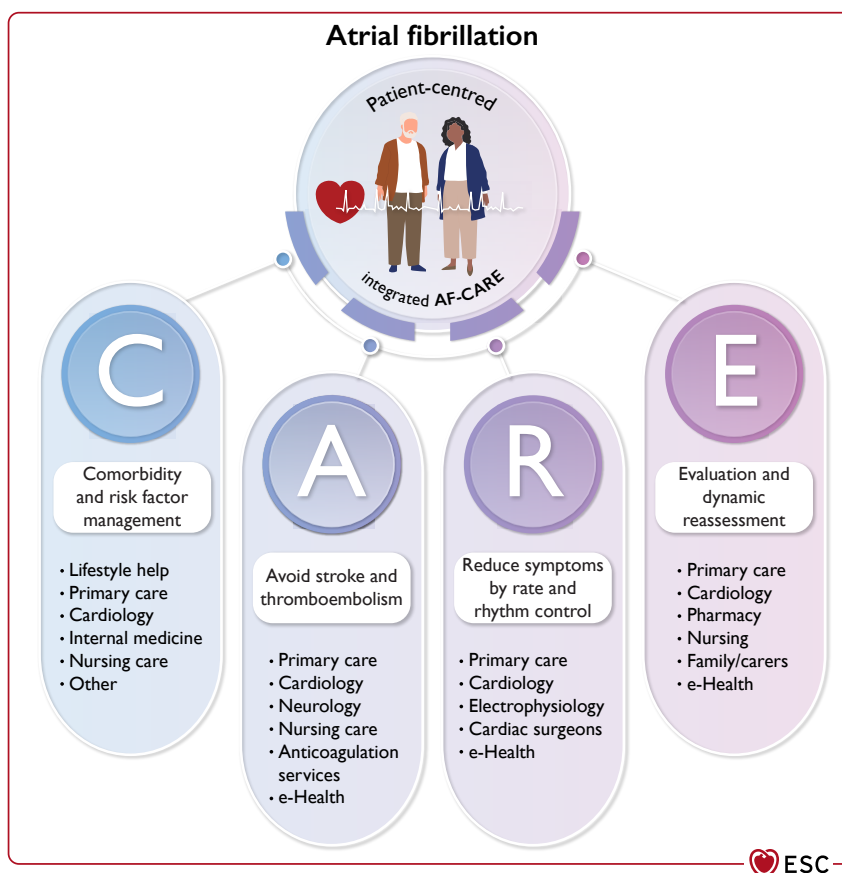 Atrial fibrillation
Patient-centred
integrated AF-CARE
C
Comorbidity
and risk factor
management
• Lifestyle help
• Primary care
• Cardiology
• Internal medicine
• Nursing care
• Other
A
Avoid stroke and
thromboembolism
• Primary care
• Cardiology
• Neurology
• Nursing care
• Anticoagulation
services
• e-Health
R
Reduce symptoms
by rate and
rhythm control
• Primary care
• Cardiology
• Electrophysiology
• Cardiac surgeons
• e-Health
E
Evaluation and
dynamic
reassessment
• Primary care
• Cardiology
• Pharmacy
• Nursing
• Family/carers
• e-Health
ESC